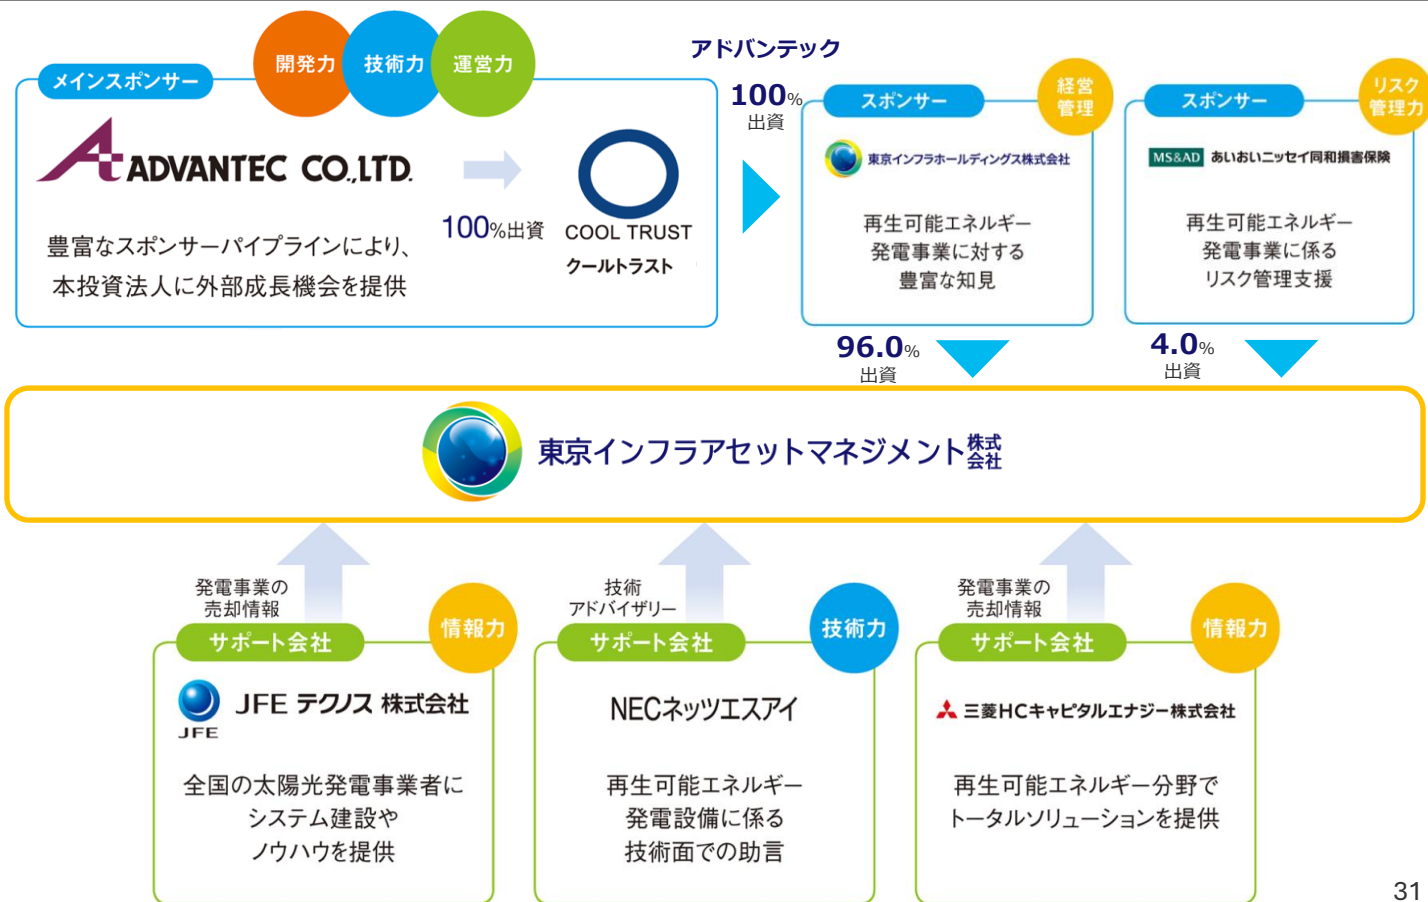 メインスポンサー
開発力
技術力
運営力
ADVANTEC CO.,LTD.
100%出資
COOL TRUST
クールトラスト
豊富なスポンサーパイプラインにより、
本投資法人に外部成長機会を提供
アドバンテック
100%
出資
スポンサー
経営
管理
東京インフラホールディングス株式会社
再生可能エネルギー
発電事業に対する
豊富な知見
スポンサー
リスク
管理力
MS&AD あいおいニッセイ同和損害保険
再生可能エネルギー
発電事業に係る
リスク管理支援
96.0%
出資
4.0%
出資
東京インフラアセットマネジメント株式会社
発電事業の
売却情報
サポート会社
情報力
JFE
JFE テクノス 株式会社
全国の太陽光発電事業者に
システム建設や
ノウハウを提供
技術
アドバイザリー
サポート会社
技術力
NECネッツエスアイ
再生可能エネルギー
発電設備に係る
技術面での助言
発電事業の
売却情報
サポート会社
情報力
三菱HCキャピタルエナジー株式会社
再生可能エネルギー分野で
トータルソリューションを提供
31